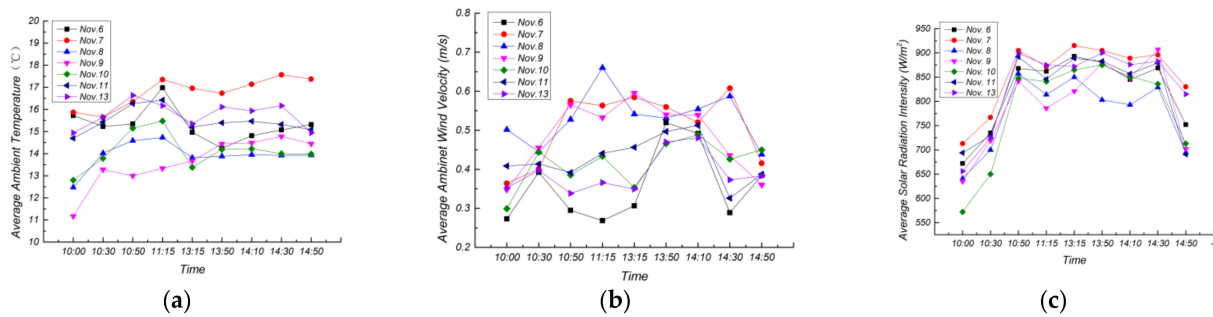 20
19
18
17
16
15
14
13
12
11
10
Average Ambient Temperature (℃)
Nov.6
Nov.7
Nov.8
Nov.9
Nov.10
Nov.11
Nov.13
10:00 10:30 10:50 11:15 13:15 13:50 14:10 14:30 14:50
Time
(a)
0.8
0.7
0.6
0.5
0.4
0.3
0.2
Average Ambinet Wind Velocity (m/s)
Nov.6
Nov.7
Nov.8
Nov.9
Nov.10
Nov.11
Nov.13
10:00 10:30 10:50 11:15 13:15 13:50 14:10 14:30 14:50
Time
(b)
950
900
850
800
750
700
650
600
550
Average Solar Radiation Intensity (W/m²)
Nov. 6
Nov. 7
Nov. 8
Nov. 9
Nov. 10
Nov. 11
Nov. 13
10:00 10:30 10:50 11:15 13:15 13:50 14:10 14:30 14:50
Time
(c)